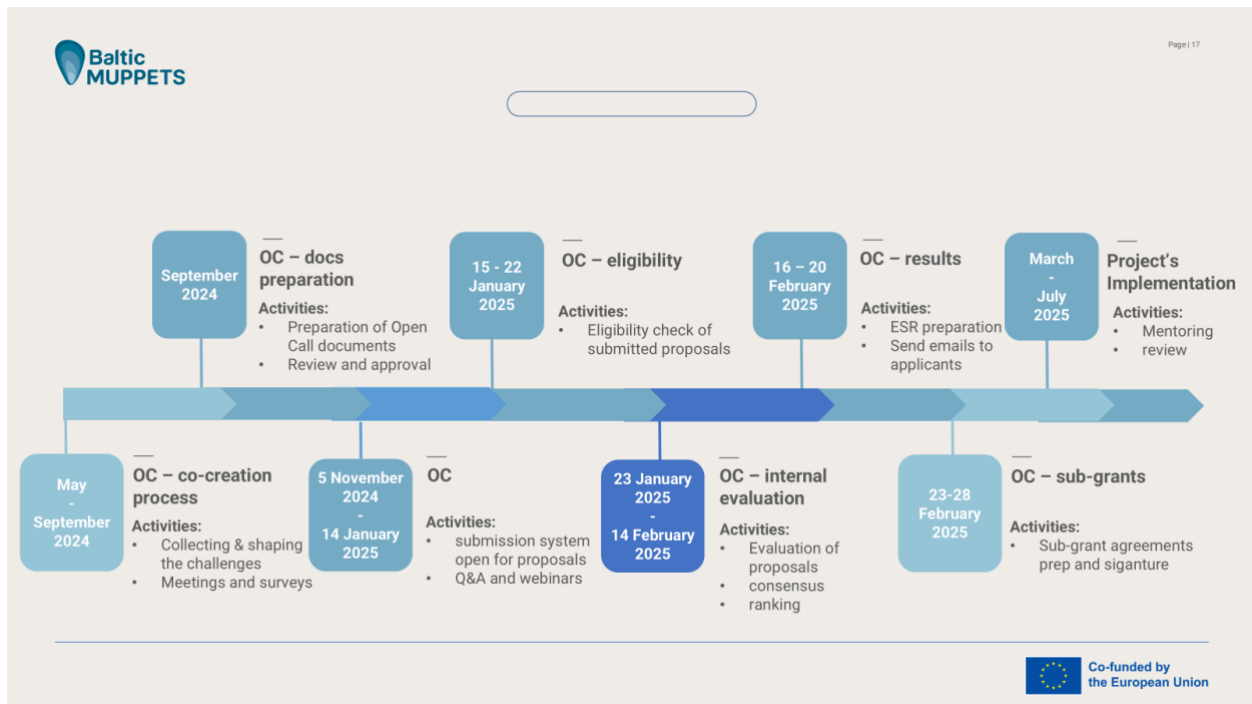 Baltic
MUPPETS
Page | 17
September
2024
OC – docs
preparation
Activities:
• Preparation of Open
Call documents
• Review and approval
15 - 22
January
2025
OC – eligibility
Activities:
• Eligibility check of
submitted proposals
16 – 20
February
2025
OC – results
Activities:
• ESR preparation
• Send emails to
applicants
March
-
July
2025
Project’s
Implementation
Activities:
• Mentoring
• review
May
-
September
2024
OC – co-creation
process
Activities:
• Collecting & shaping
the challenges
• Meetings and surveys
5 November
2024
-
14 January
2025
OC
Activities:
• submission system
open for proposals
• Q&A and webinars
23 January
2025
-
14 February
2025
OC – internal
evaluation
Activities:
• Evaluation of
proposals
• consensus
• ranking
23-28
February
2025
OC – sub-grants
Activities:
• Sub-grant agreements
prep and siganture
Co-funded by
the European Union